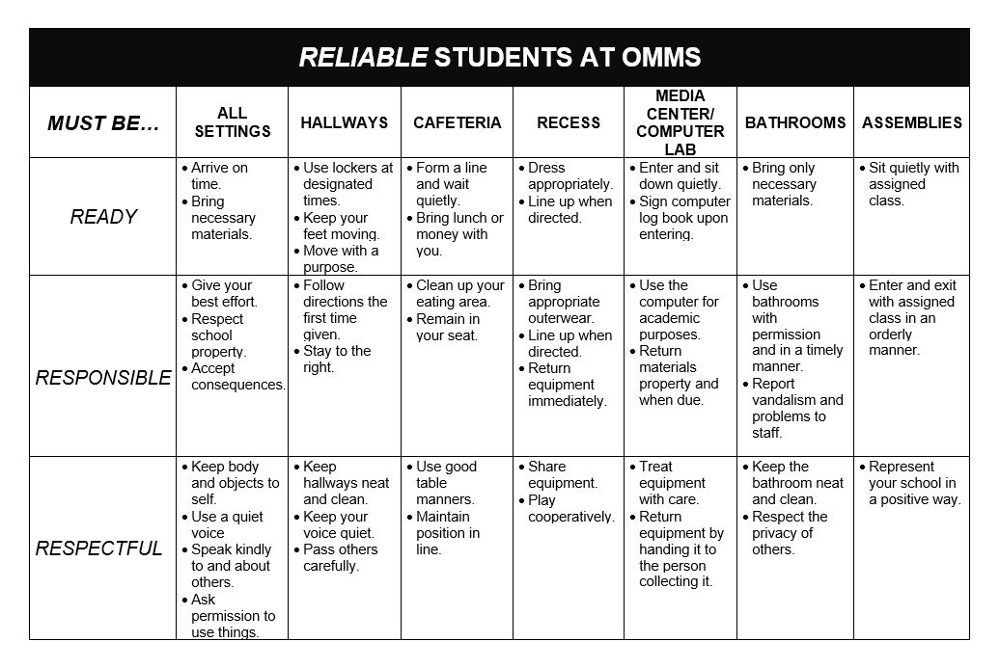 RELIABLE STUDENTS AT OMMS
MUST BE...
ALL
SETTINGS
HALLWAYS
CAFETERIA
RECESS
MEDIA
CENTER/
COMPUTER
LAB
BATHROOMS
ASSEMBLIES
READY
• Arrive on
time.
• Bring
necessary
materials.
• Use lockers at
designated
times.
• Keep your
feet moving.
• Move with a
purpose.
• Form a line
and wait
quietly.
• Bring lunch or
money with
you.
• Dress
appropriately.
• Line up when
directed.
• Enter and sit
down quietly.
• Sign computer
log book upon
entering.
• Bring only
necessary
materials.
• Sit quietly with
assigned
class.
RESPONSIBLE
• Give your
best effort.
• Respect
school
property.
• Accept
consequences.
• Follow
directions the
first time
given.
• Stay to the
right.
• Clean up your
eating area.
• Remain in
your seat.
• Bring
appropriate
outerwear.
• Line up when
directed.
• Return
equipment
immediately.
• Use the
computer for
academic
purposes.
• Return
materials
property and
when due.
• Use
bathrooms
with
permission
and in a timely
manner.
• Report
vandalism and
problems to
staff.
• Enter and exit
with assigned
class in an
orderly
manner.
RESPECTFUL
• Keep body
and objects to
self.
• Use a quiet
voice
• Speak kindly
to and about
others.
• Ask
permission to
use things.
• Keep
hallways neat
and clean.
• Keep your
voice quiet.
• Pass others
carefully.
• Use good
table
manners.
• Maintain
position in
line.
• Share
equipment.
• Play
cooperatively.
• Treat
equipment
with care.
• Return
equipment by
handing it to
the person
collecting it.
• Keep the
bathroom neat
and clean.
• Respect the
privacy of
others.
• Represent
your school in
a positive way.